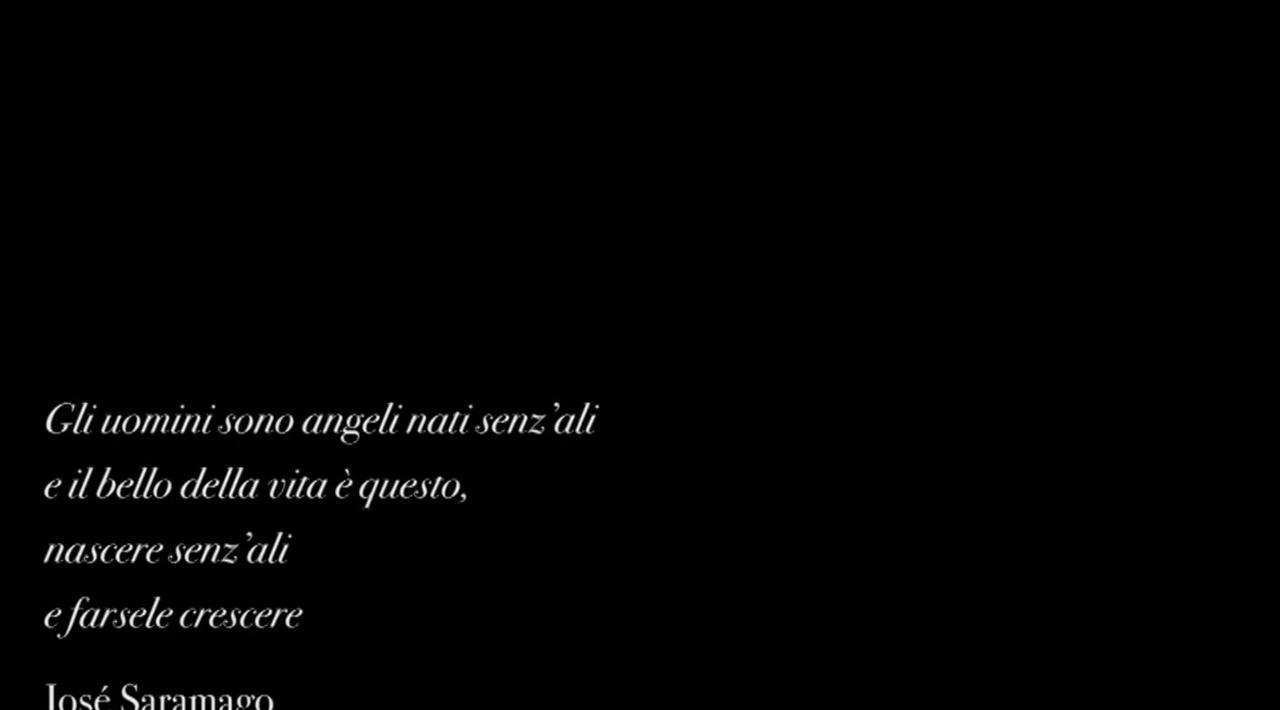 Gli uomini sono angeli nati senz’ali
e il bello della vita è questo,
nascere senz’ali
e farsele crescere
José Saramago